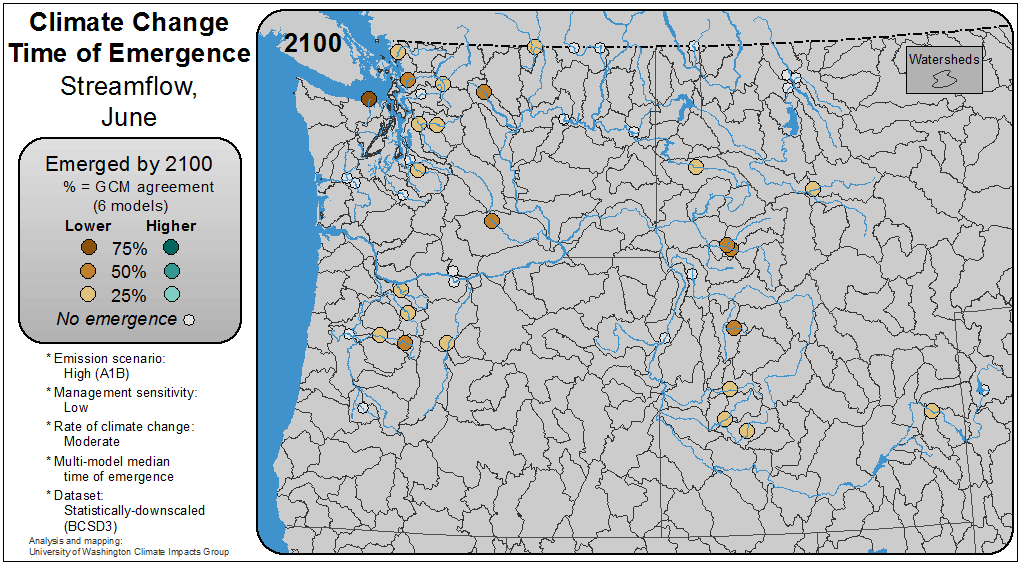 Climate Change
Time of Emergence
Streamflow,
June
Emerged by 2100
% = GCM agreement
(6 models)
Lower Higher
75%
50%
25%
No emergence
* Emission scenario:
High (A1B)
* Management sensitivity:
Low
* Rate of climate change:
Moderate
* Multi-model median
time of emergence
* Dataset:
Statistically-downscaled
(BCSD3)
Analysis and mapping:
University of Washington Climate Impacts Group
2100
Watersheds